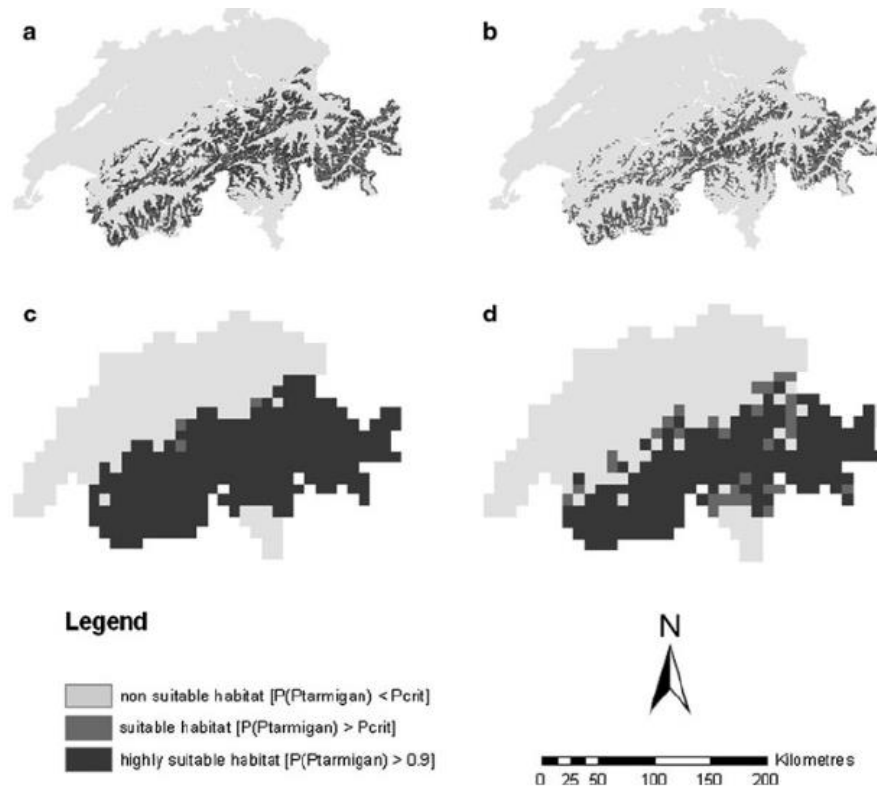 a
b
c
d
Legend
non suitable habitat [P(Ptarmigan) < Pcrit]
suitable habitat [P(Ptarmigan) > Pcrit]
highly suitable habitat [P(Ptarmigan) > 0.9]
N
Kilometres
0 25 50 100 150 200